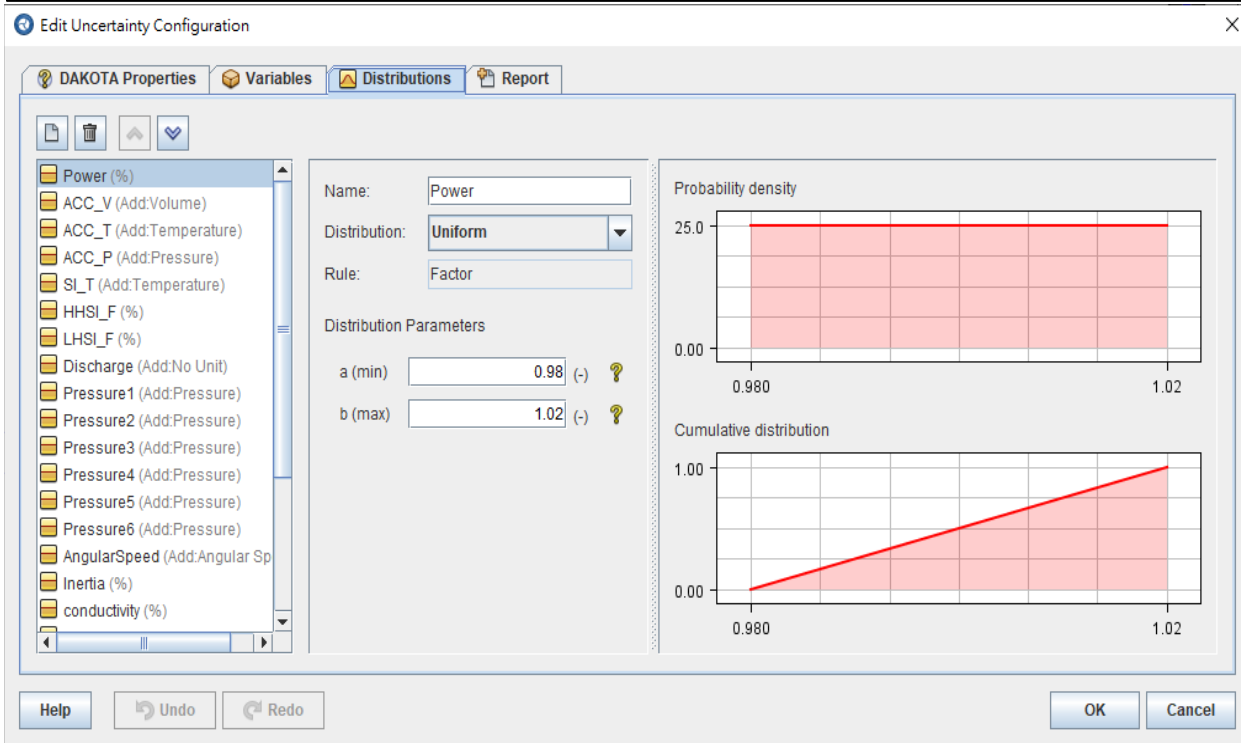 Edit Uncertainty Configuration
DAKOTA Properties Variables Distributions Report
Power (%)
ACC_V (Add:Volume)
ACC_T (Add:Temperature)
ACC_P (Add:Pressure)
SI_T (Add:Temperature)
HHSI_F (%)
LHSI_F (%)
Discharge (Add:No Unit)
Pressure1 (Add:Pressure)
Pressure2 (Add:Pressure)
Pressure3 (Add:Pressure)
Pressure4 (Add:Pressure)
Pressure5 (Add:Pressure)
Pressure6 (Add:Pressure)
AngularSpeed (Add:Angular Sp
Inertia (%)
conductivity (%)
Name: Power
Distribution: Uniform
Rule: Factor
Distribution Parameters
a (min) 0.98 (-) ?
b (max) 1.02 (-) ?
Probability density
25.0
0.00
0.980 1.02
Cumulative distribution
1.00
0.00
0.980 1.02
Help Undo Redo OK Cancel